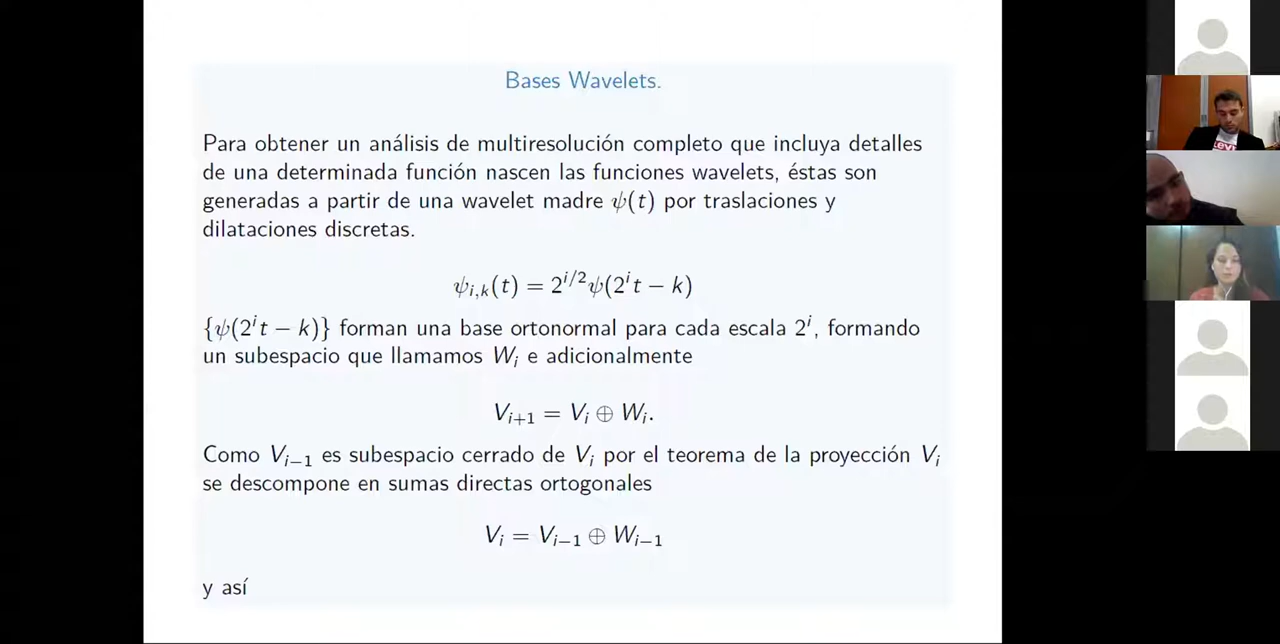 Bases Wavelets.
Para obtener un análisis de multiresolución completo que incluya detalles
de una determinada función nascen las funciones wavelets, éstas son
generadas a partir de una wavelet madre ψ(t) por traslaciones y
dilataciones discretas.
ψ_{i,k}(t) = 2^{i/2}ψ(2^i t − k)
{ψ(2^i t − k)} forman una base ortonormal para cada escala 2^i, formando
un subespacio que llamamos W_i e adicionalmente
V_{i+1} = V_i ⊕ W_i.
Como V_{i−1} es subespacio cerrado de V_i por el teorema de la proyección V_i
se descompone en sumas directas ortogonales
V_i = V_{i−1} ⊕ W_{i−1}
y así